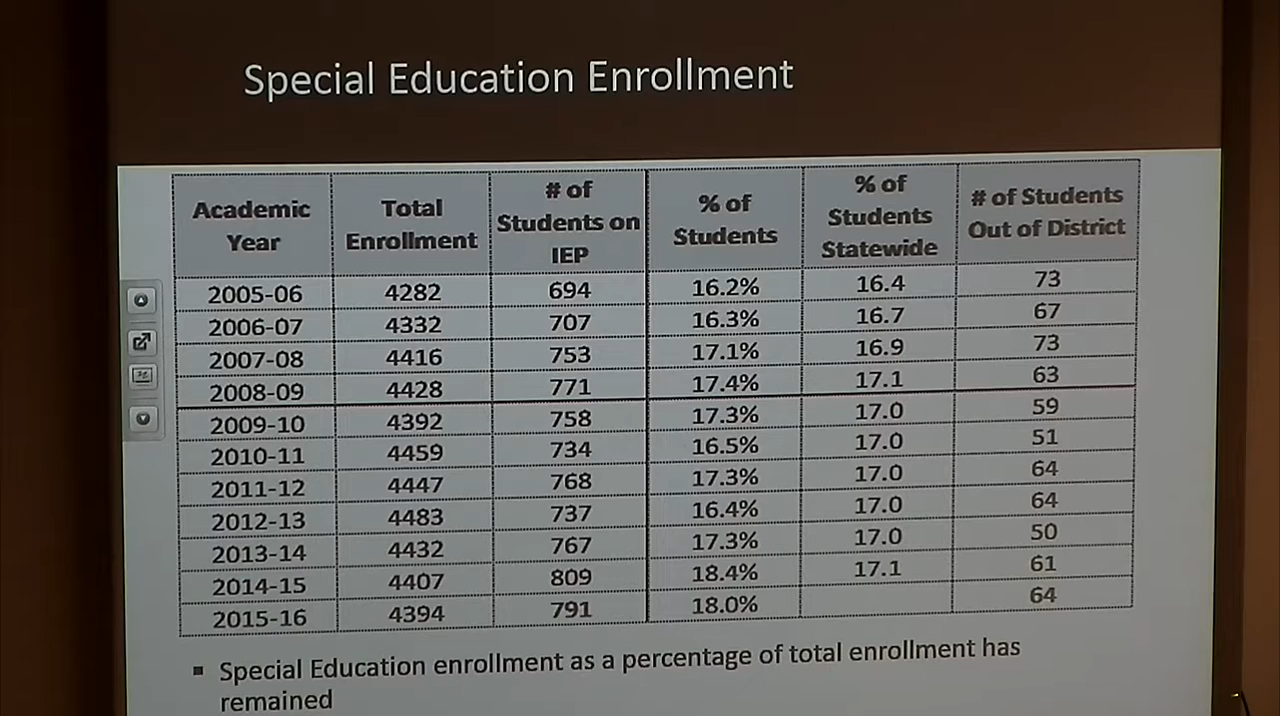 Special Education Enrollment
Academic Year | Total Enrollment | # of Students on IEP | % of Students | % of Students Statewide | # of Students Out of District
2005-06 | 4282 | 694 | 16.2% | 16.4 | 73
2006-07 | 4332 | 707 | 16.3% | 16.7 | 67
2007-08 | 4416 | 753 | 17.1% | 16.9 | 73
2008-09 | 4428 | 771 | 17.4% | 17.1 | 63
2009-10 | 4392 | 758 | 17.3% | 17.0 | 59
2010-11 | 4459 | 734 | 16.5% | 17.0 | 51
2011-12 | 4447 | 768 | 17.3% | 17.0 | 64
2012-13 | 4483 | 737 | 16.4% | 17.0 | 64
2013-14 | 4432 | 767 | 17.3% | 17.0 | 50
2014-15 | 4407 | 809 | 18.4% | 17.1 | 61
2015-16 | 4394 | 791 | 18.0% | | 64
▪ Special Education enrollment as a percentage of total enrollment has
remained